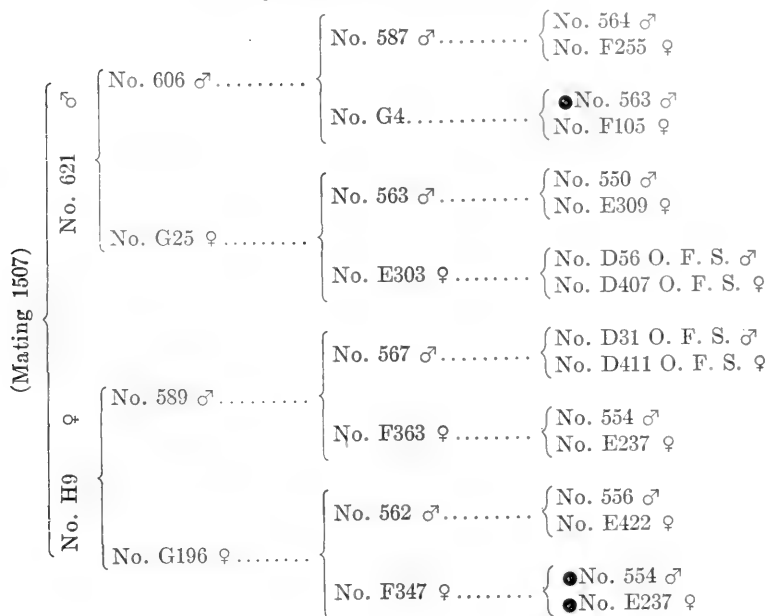 (Mating 1507)
No. 621 ♂
No. H9 ♀
No. 606 ♂
No. G25 ♀
No. 589 ♂
No. G196 ♀
No. 587 ♂
No. G4
No. 563 ♂
No. E303 ♀
No. 567 ♂
No. F363 ♀
No. 562 ♂
No. F347 ♀
No. 564 ♂
No. F255 ♀
●No. 563 ♂
No. F105 ♀
No. 550 ♂
No. E309 ♀
No. D56 O. F. S. ♂
No. D407 O. F. S. ♀
No. D31 O. F. S. ♂
No. D411 O. F. S. ♀
No. 554 ♂
No. E237 ♀
No. 556 ♂
No. E422 ♀
●No. 554 ♂
●No. E237 ♀